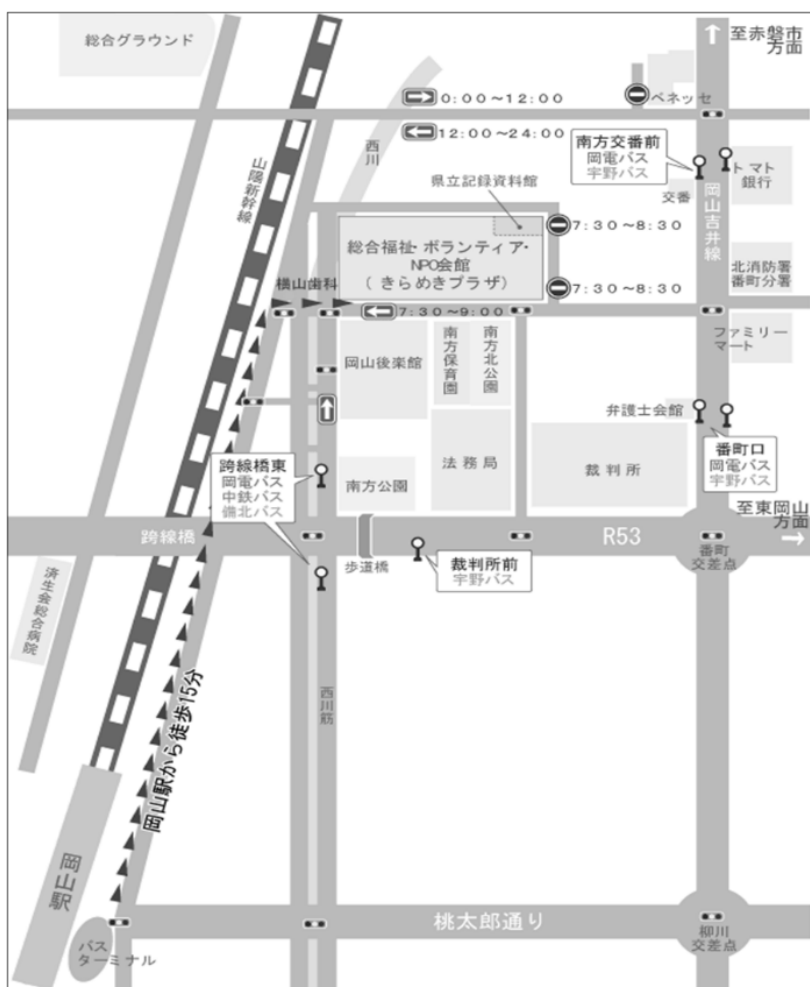 総合グラウンド
至赤磐市
方面
0:00～12:00
ベネッセ
12:00～24:00
西川
南方交番前
岡電バス
宇野バス
山陽新幹線
県立記録資料館
交番
トマト
銀行
岡山吉井線
7:30～8:30
総合福祉・ボランティア・
NPO会館
（ きらめきプラザ）
北消防署
番町分署
横山歯科
7:30～8:30
7:30～9:00
岡山後楽館
南方保育園
南方北公園
ファミリー
マート
弁護士会館
番町口
岡電バス
宇野バス
跨線橋東
岡電バス
中鉄バス
備北バス
南方公園
法務局
裁判所
至東岡山
方面
跨線橋
R53
歩道橋
裁判所前
宇野バス
番町
交差点
済生会総合病院
岡山駅から徒歩15分
西川筋
岡山駅
桃太郎通り
柳川
交差点
バス
ターミナル